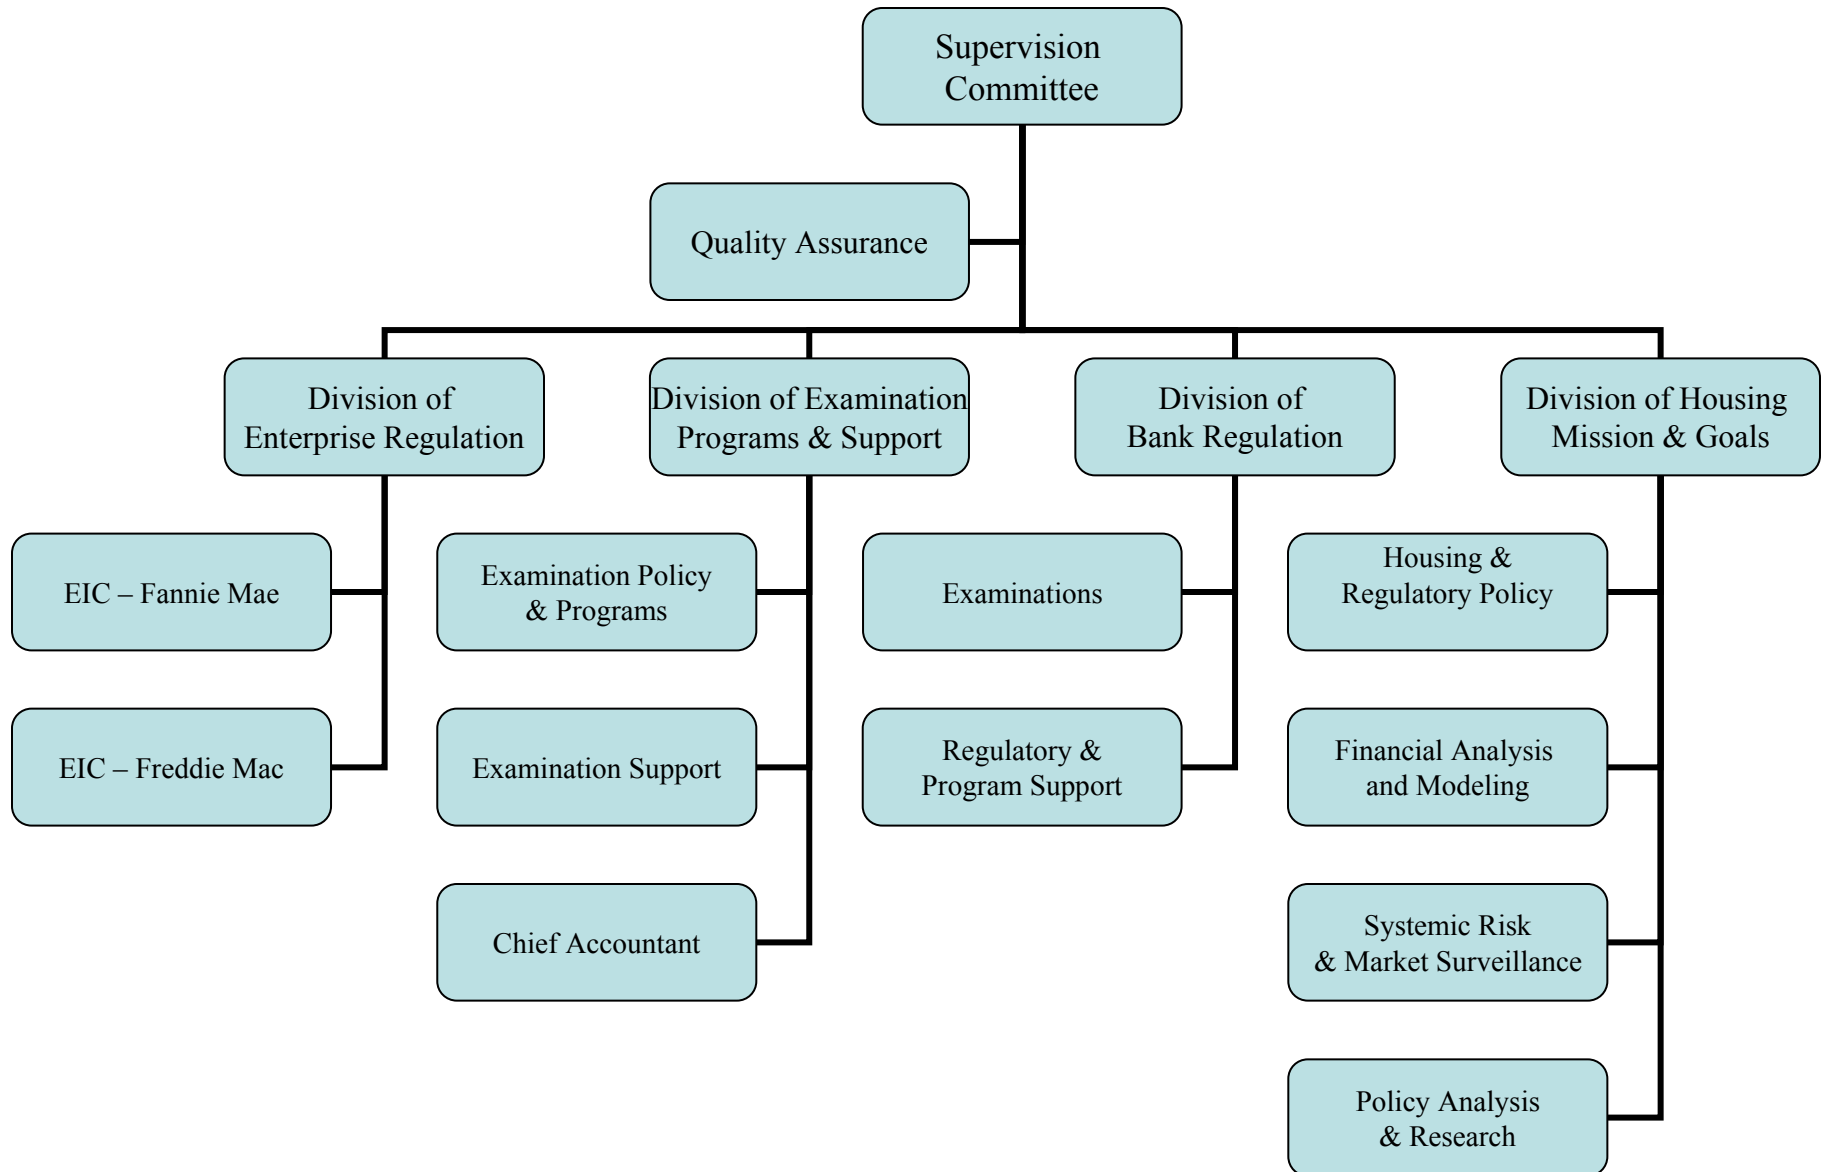 Supervision
Committee
Quality Assurance
Division of
Enterprise Regulation
Division of Examination
Programs & Support
Division of
Bank Regulation
Division of Housing
Mission & Goals
EIC – Fannie Mae
Examination Policy
& Programs
Examinations
Housing &
Regulatory Policy
EIC – Freddie Mac
Examination Support
Regulatory &
Program Support
Financial Analysis
and Modeling
Chief Accountant
Systemic Risk
& Market Surveillance
Policy Analysis
& Research